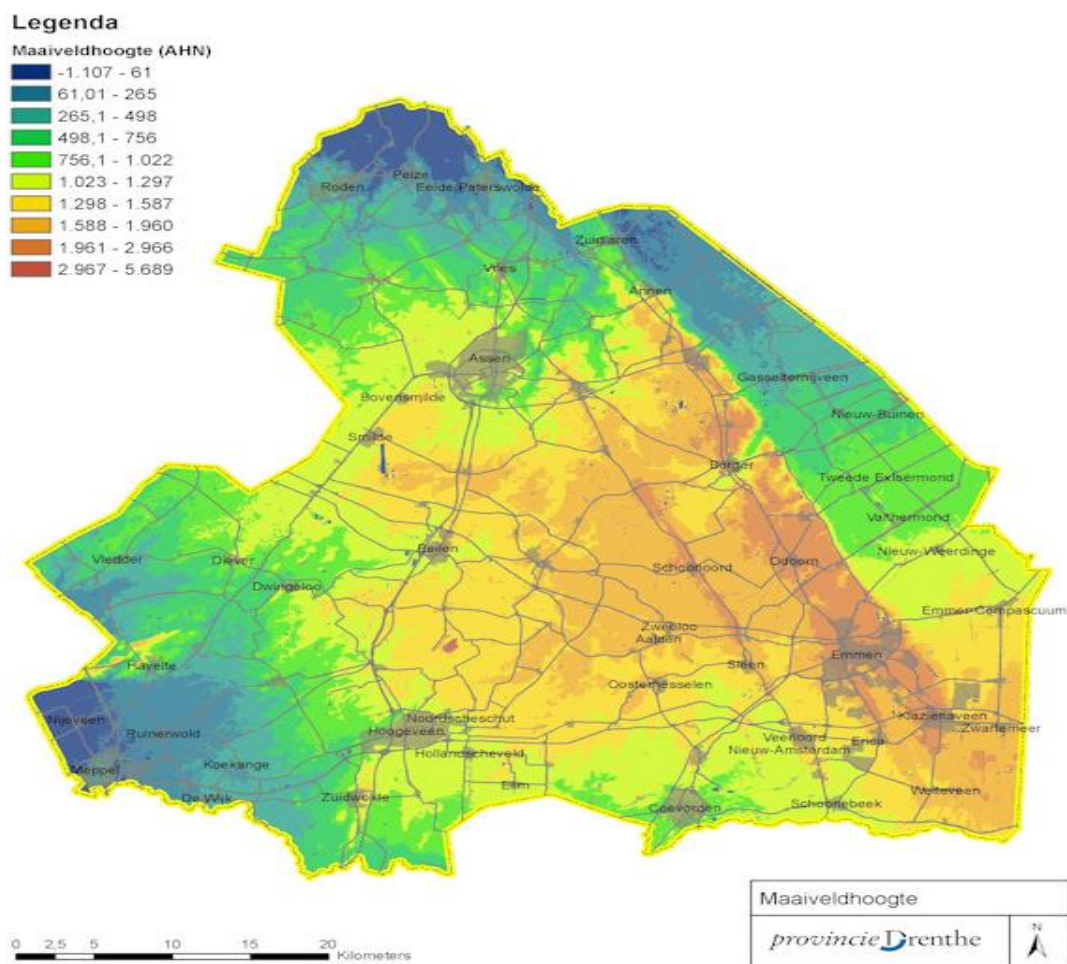 Legenda
Maaiveldhoogte (AHN)
-1.107 - 61
61,01 - 265
265,1 - 498
498,1 - 756
756,1 - 1.022
1.023 - 1.297
1.298 - 1.587
1.588 - 1.960
1.961 - 2.966
2.967 - 5.689
Peize
Roden
Eelde-Paterswolde
Zuidlaren
Vries
Annen
Assen
Gasselternijveen
Bovensmilde
Nieuw-Buinen
Smilde
Borger
Tweede Exlsermond
Valthermond
Beilen
Nieuw-Weerdinge
Vledder
Diever
Schoonoord
Odoorn
Dwingeloo
Emmer-Compascuum
Zweeloo
Aalden
Emmen
Havelte
Sleen
Oosterhesselen
Nijeveen
Noordsheschut
Klazienaveen
Ruinerwold
Hoogeveen
Zwartemeer
Veenoord
Erica
Hollandscheveld
Nieuw-Amsterdam
Meppel
Koekange
Elim
Weiteveen
De Wijk
Zuidwolde
Coevorden
Schoonebeek
Maaiveldhoogte
provincie Drenthe
N
0 2,5 5 10 15 20
Kilometers